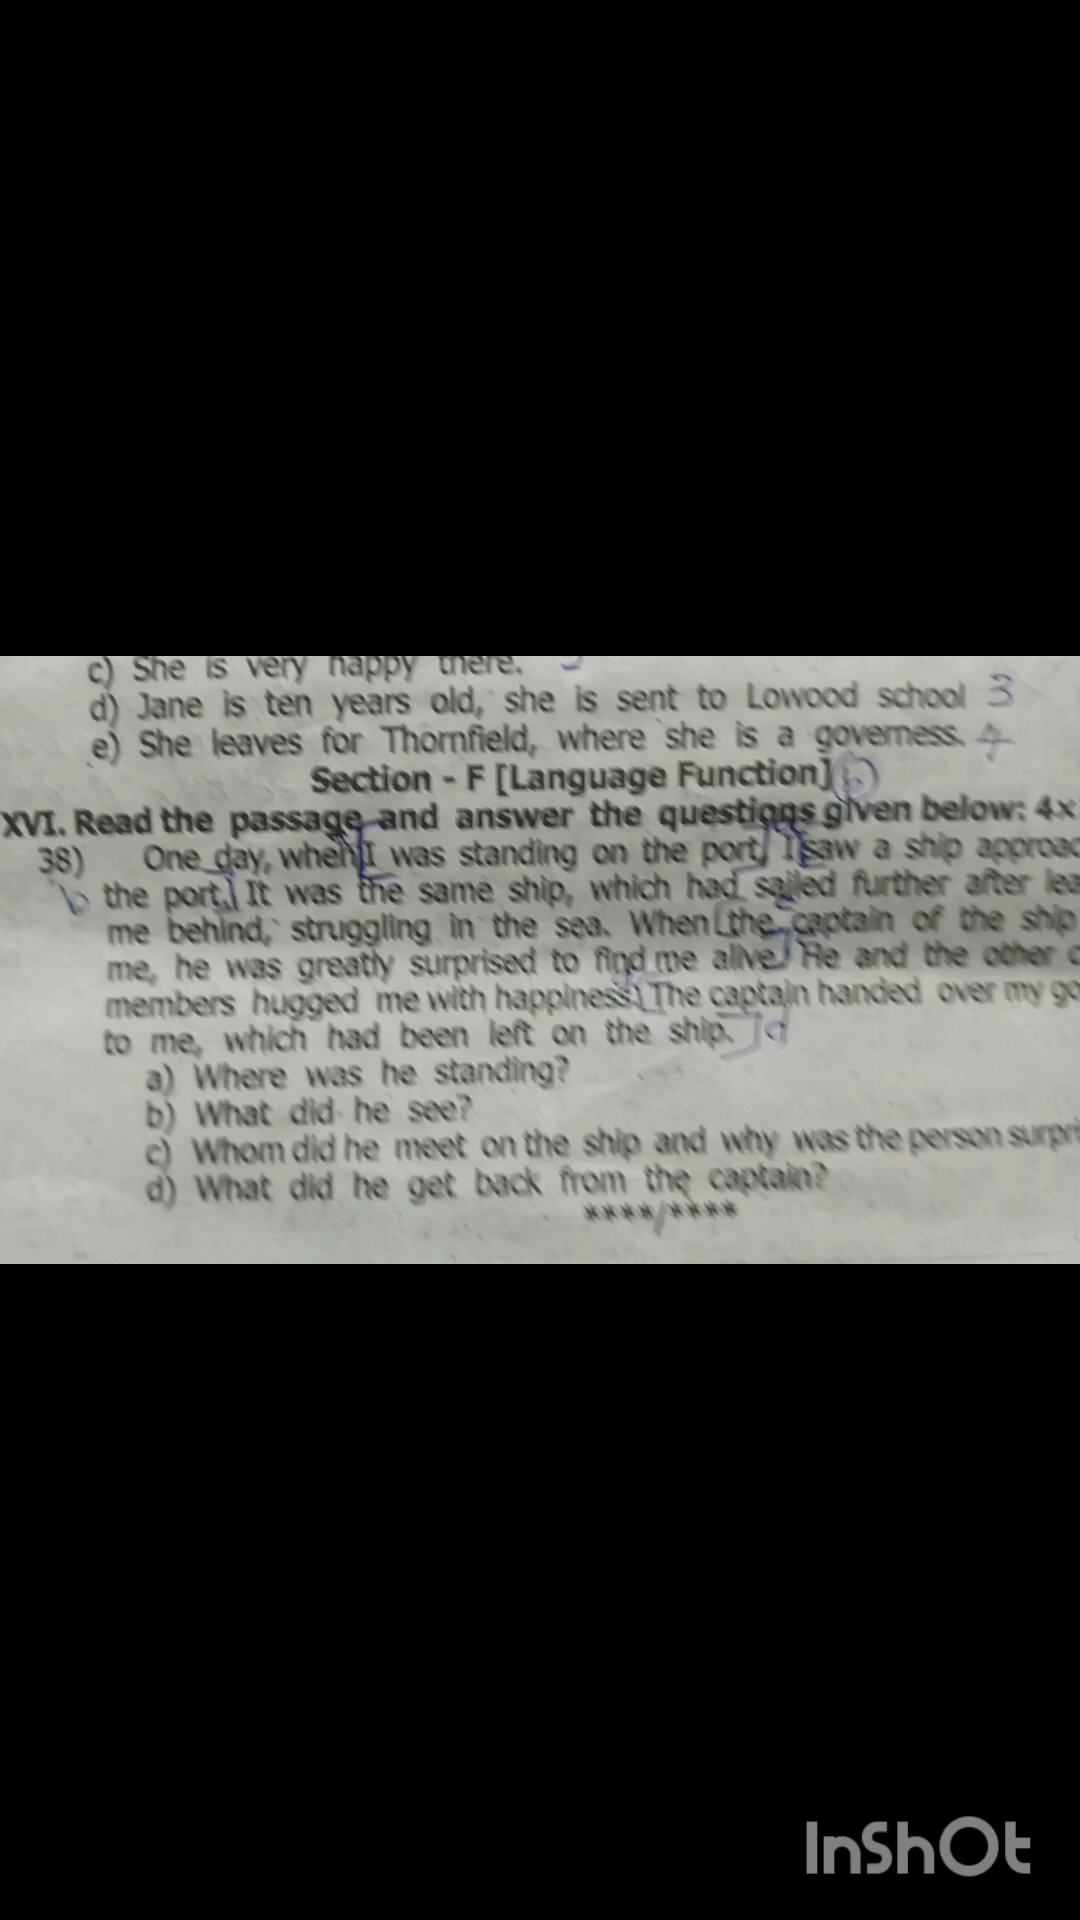 c) She is very happy there.
d) Jane is ten years old, she is sent to Lowood school 3
e) She leaves for Thornfield, where she is a governess. 4
Section - F [Language Function]
XVI. Read the passage and answer the questions given below: 4x
38) One day, when I was standing on the port, I saw a ship approac
b the port. It was the same ship, which had sailed further after lea
me behind, struggling in the sea. When the captain of the ship
me, he was greatly surprised to find me alive. He and the other c
members hugged me with happiness. The captain handed over my go
to me, which had been left on the ship. d
a) Where was he standing?
b) What did he see?
c) Whom did he meet on the ship and why was the person surpri
d) What did he get back from the captain?
****/****
InShOt